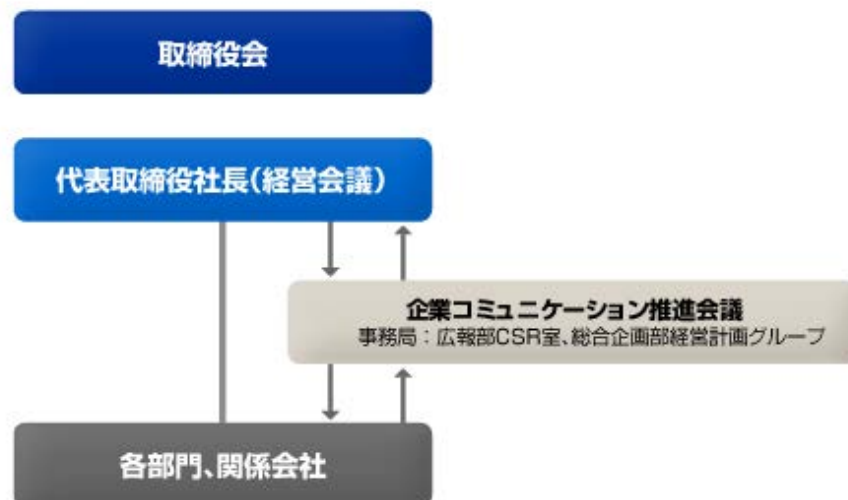 取締役会
代表取締役社長(経営会議)
企業コミュニケーション推進会議
事務局：広報部CSR室、総合企画部経営計画グループ
各部門、関係会社